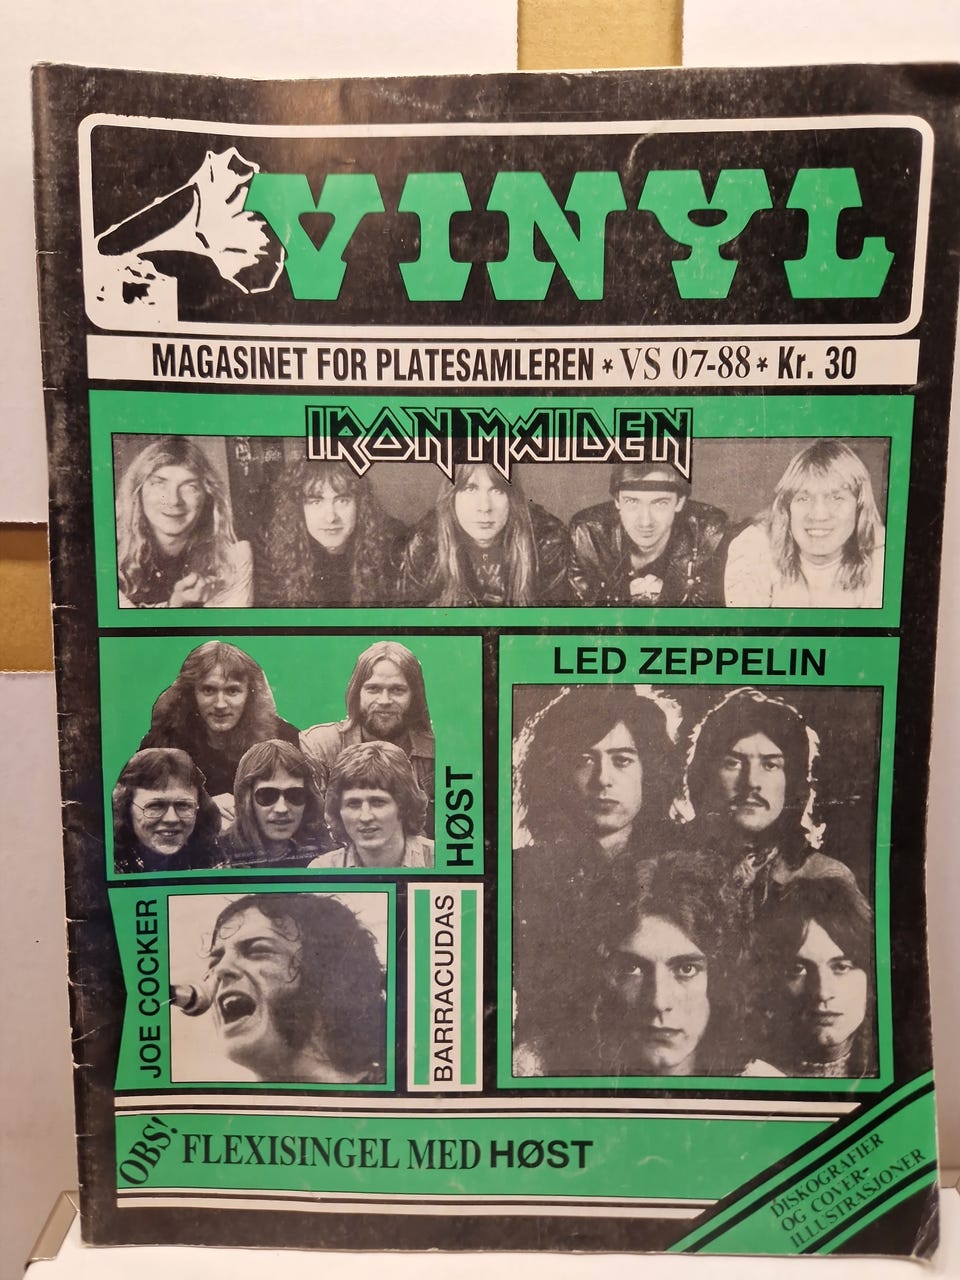 VINYL
MAGASINET FOR PLATESAMLEREN * VS 07-88 * Kr. 30
IRON MAIDEN
HØST
LED ZEPPELIN
JOE COCKER
BARRACUDAS
OBS! FLEXISINGEL MED HØST
DISKOGRAFIER
OG COVER-
ILLUSTRASJONER